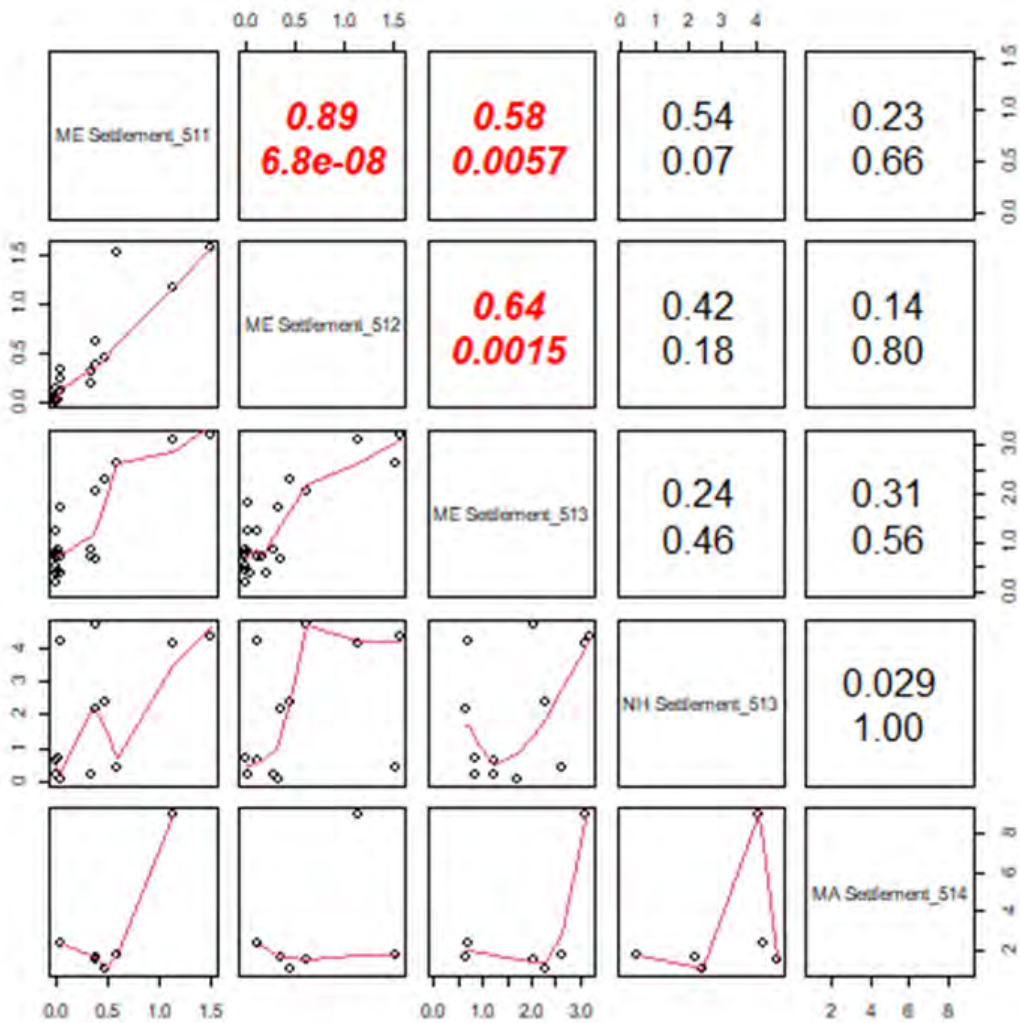 0.0 0.5 1.0 1.5 0 1 2 3 4
ME Settlement_511
0.89
6.8e-08
0.58
0.0057
0.54
0.07
0.23
0.66
0.0 0.5 1.0 1.5
0.0 0.5 1.0 1.5
ME Settlement_512
0.64
0.0015
0.42
0.18
0.14
0.80
ME Settlement_513
0.24
0.46
0.31
0.56
0.0 1.0 2.0 3.0
0 1 2 3 4
NH Settlement_513
0.029
1.00
MA Settlement_514
2 4 6 8
0.0 0.5 1.0 1.5 0.0 1.0 2.0 3.0 2 4 6 8